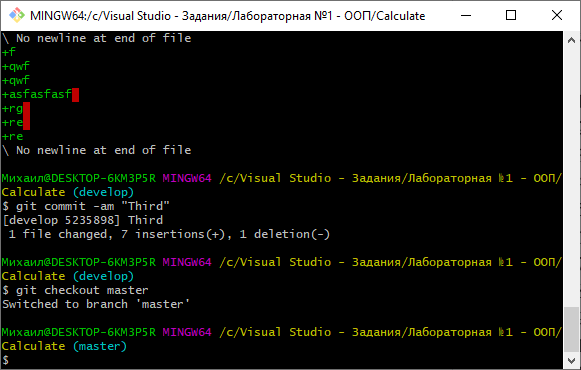 MINGW64:/c/Visual Studio - Задания/Лабораторная №1 - ООП/Calculate
\ No newline at end of file
+f
+qwf
+qwf
+asfasfasf
+rg
+re
+re
\ No newline at end of file
Михаил@DESKTOP-6KM3P5R MINGW64 /c/Visual Studio - Задания/Лабораторная №1 - ООП/
Calculate (develop)
$ git commit -am "Third"
[develop 5235898] Third
1 file changed, 7 insertions(+), 1 deletion(-)
Михаил@DESKTOP-6KM3P5R MINGW64 /c/Visual Studio - Задания/Лабораторная №1 - ООП/
Calculate (develop)
$ git checkout master
Switched to branch 'master'
Михаил@DESKTOP-6KM3P5R MINGW64 /c/Visual Studio - Задания/Лабораторная №1 - ООП/
Calculate (master)
$